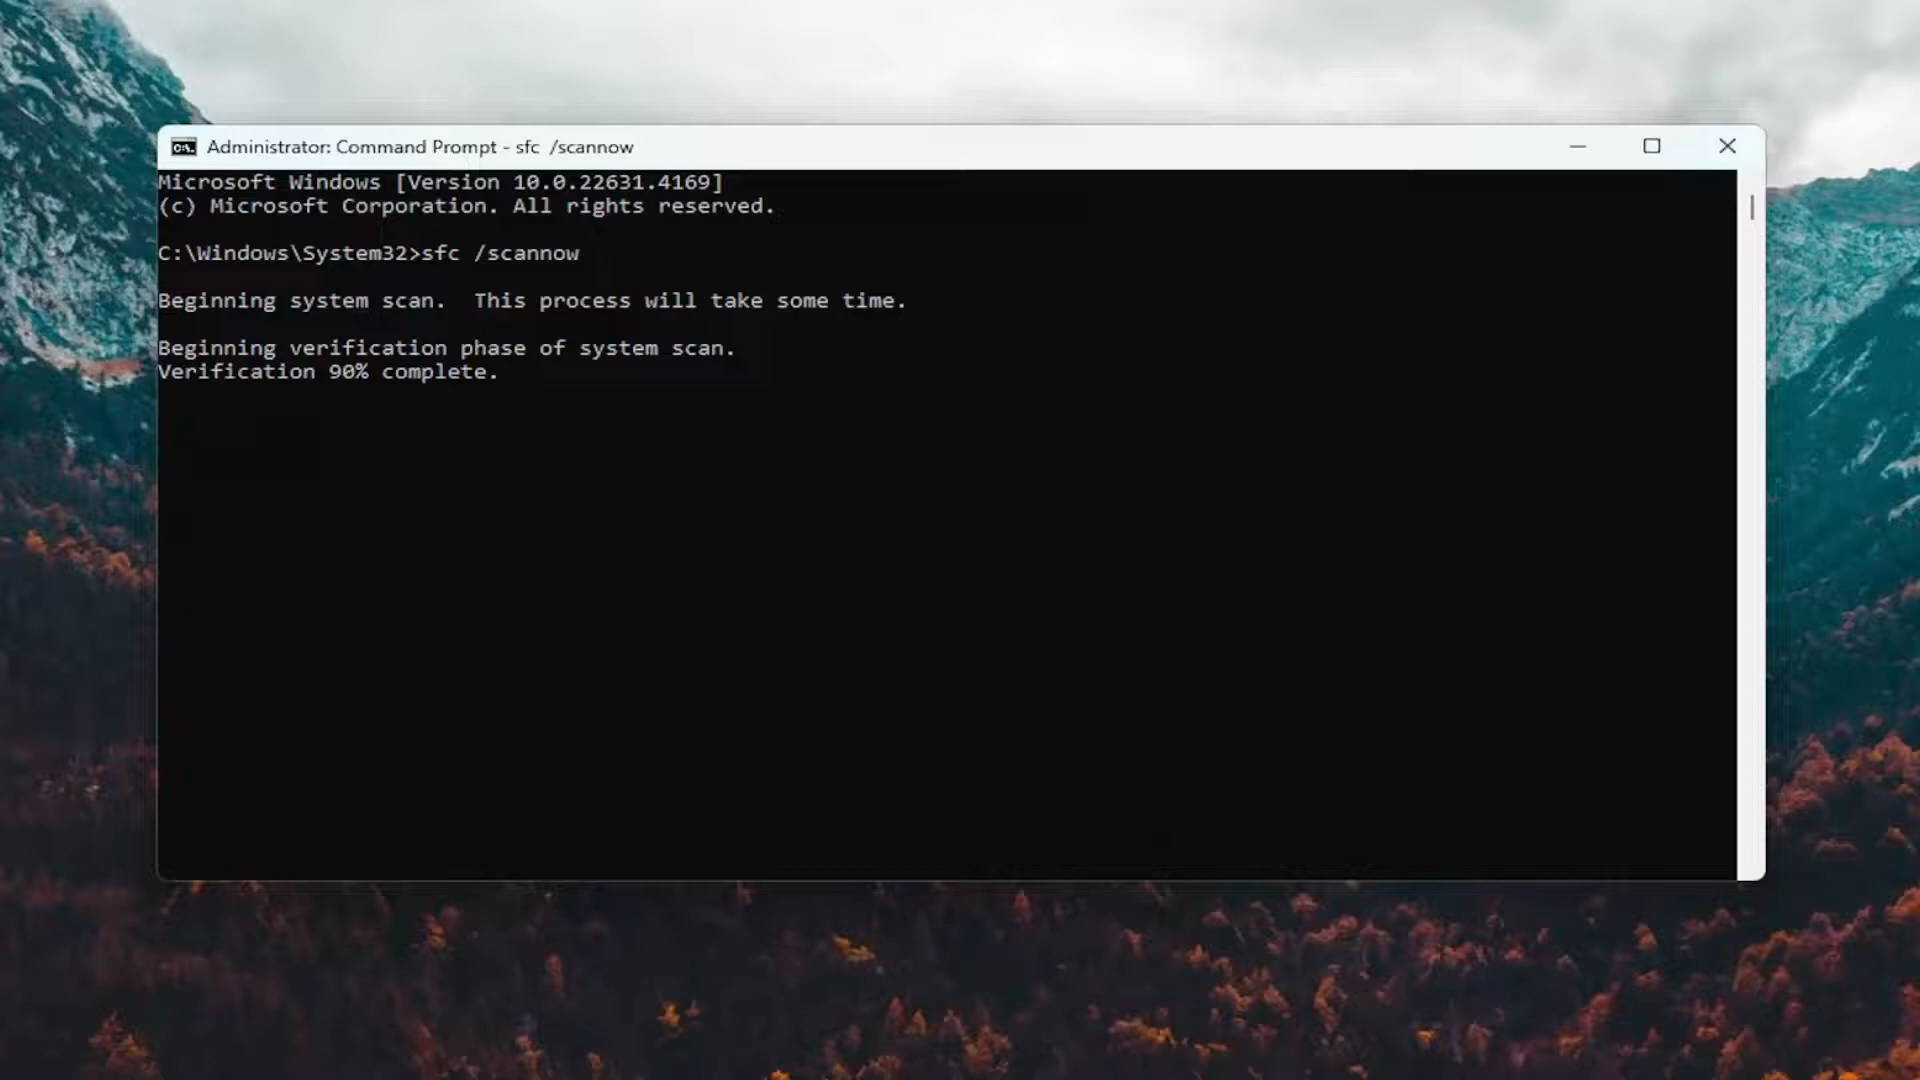 Administrator: Command Prompt - sfc  /scannow
Microsoft Windows [Version 10.0.22631.4169]
(c) Microsoft Corporation. All rights reserved.
C:\Windows\System32>sfc /scannow
Beginning system scan.  This process will take some time.
Beginning verification phase of system scan.
Verification 90% complete.